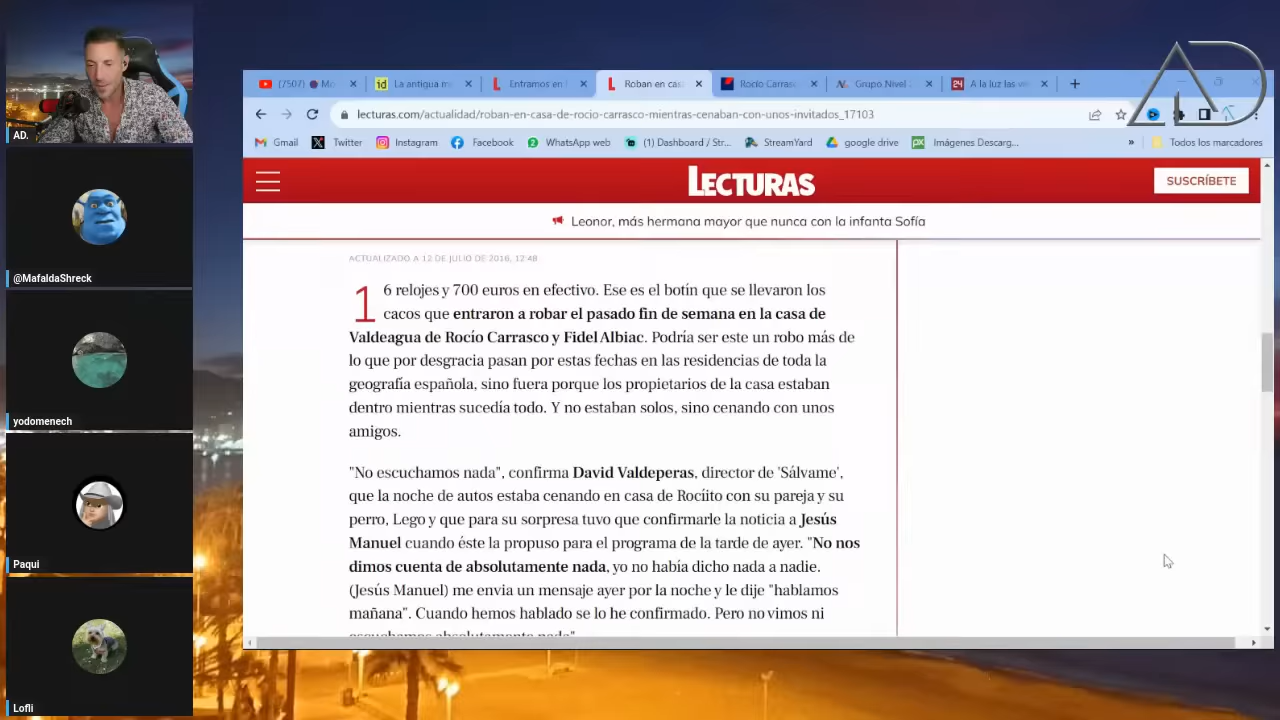 AD
AD.
@MafaldaShreck
yodomenech
Paqui
Lofli
(7507)
La antigua m
Entramos en
Roban en cas
Rocío Carras
Grupo Nivel
A la luz las ve
lecturas.com/actualidad/roban-en-casa-de-rocio-carrasco-mientras-cenaban-con-unos-invitados_17103
Gmail
Twitter
Instagram
Facebook
WhatsApp web
(1) Dashboard / Str...
StreamYard
google drive
Imágenes Descarg...
»
Todos los marcadores
LECTURAS
SUSCRÍBETE
Leonor, más hermana mayor que nunca con la infanta Sofía
ACTUALIZADO A 12 DE JULIO DE 2016, 12:48
16 relojes y 700 euros en efectivo. Ese es el botín que se llevaron los
cacos que entraron a robar el pasado fin de semana en la casa de
Valdeagua de Rocío Carrasco y Fidel Albiac. Podría ser este un robo más de
lo que por desgracia pasan por estas fechas en las residencias de toda la
geografía española, sino fuera porque los propietarios de la casa estaban
dentro mientras sucedía todo. Y no estaban solos, sino cenando con unos
amigos.
"No escuchamos nada", confirma David Valdeperas, director de 'Sálvame',
que la noche de autos estaba cenando en casa de Rocíito con su pareja y su
perro, Lego y que para su sorpresa tuvo que confirmarle la noticia a Jesús
Manuel cuando éste la propuso para el programa de la tarde de ayer. "No nos
dimos cuenta de absolutamente nada, yo no había dicho nada a nadie.
(Jesús Manuel) me envia un mensaje ayer por la noche y le dije "hablamos
mañana". Cuando hemos hablado se lo he confirmado. Pero no vimos ni
escuchamos absolutamente nada"